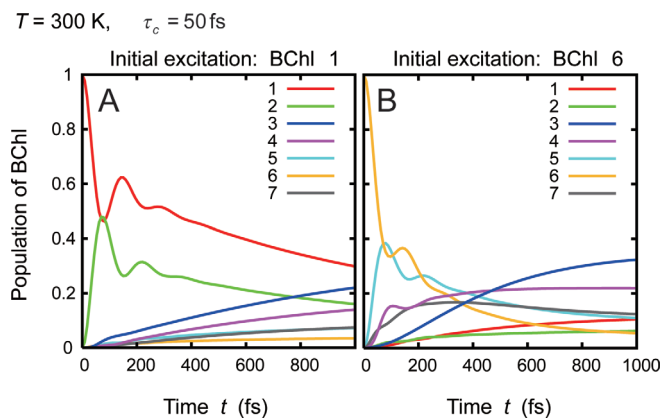 T = 300 K, τc = 50 fs
Initial excitation: BChl 1
Initial excitation: BChl 6
Population of BChl
1
0.8
0.6
0.4
0.2
0
A
1
2
3
4
5
6
7
B
1
2
3
4
5
6
7
0 200 400 600 800
0 200 400 600 800 1000
Time t (fs)
Time t (fs)